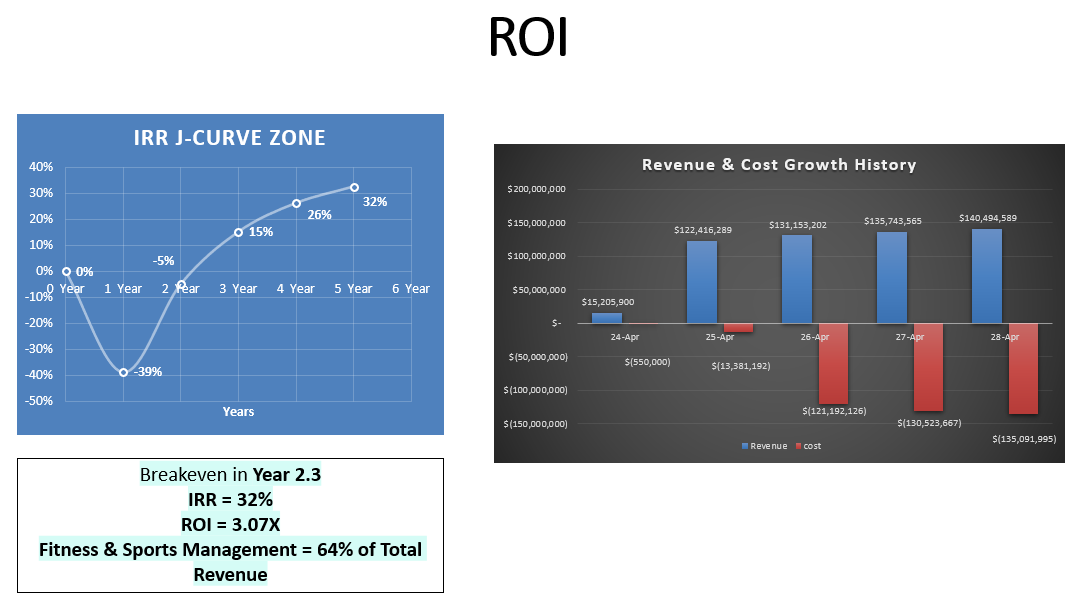 ROI
IRR J-CURVE ZONE
40%
30%
20%
10%
0%
-10%
-20%
-30%
-40%
-50%
0%
-39%
-5%
15%
26%
32%
0 Year 1 Year 2 Year 3 Year 4 Year 5 Year 6 Year
Years
Breakeven in Year 2.3
IRR = 32%
ROI = 3.07X
Fitness & Sports Management = 64% of Total
Revenue
Revenue & Cost Growth History
$200,000,000
$150,000,000
$100,000,000
$50,000,000
$-
$(50,000,000)
$(100,000,000)
$(150,000,000)
$15,205,900
$122,416,289
$131,153,202
$135,743,565
$140,494,589
24-Apr 25-Apr 26-Apr 27-Apr 28-Apr
$(550,000)
$(13,381,192)
$(121,192,126)
$(130,523,667)
$(135,091,995)
Revenue cost